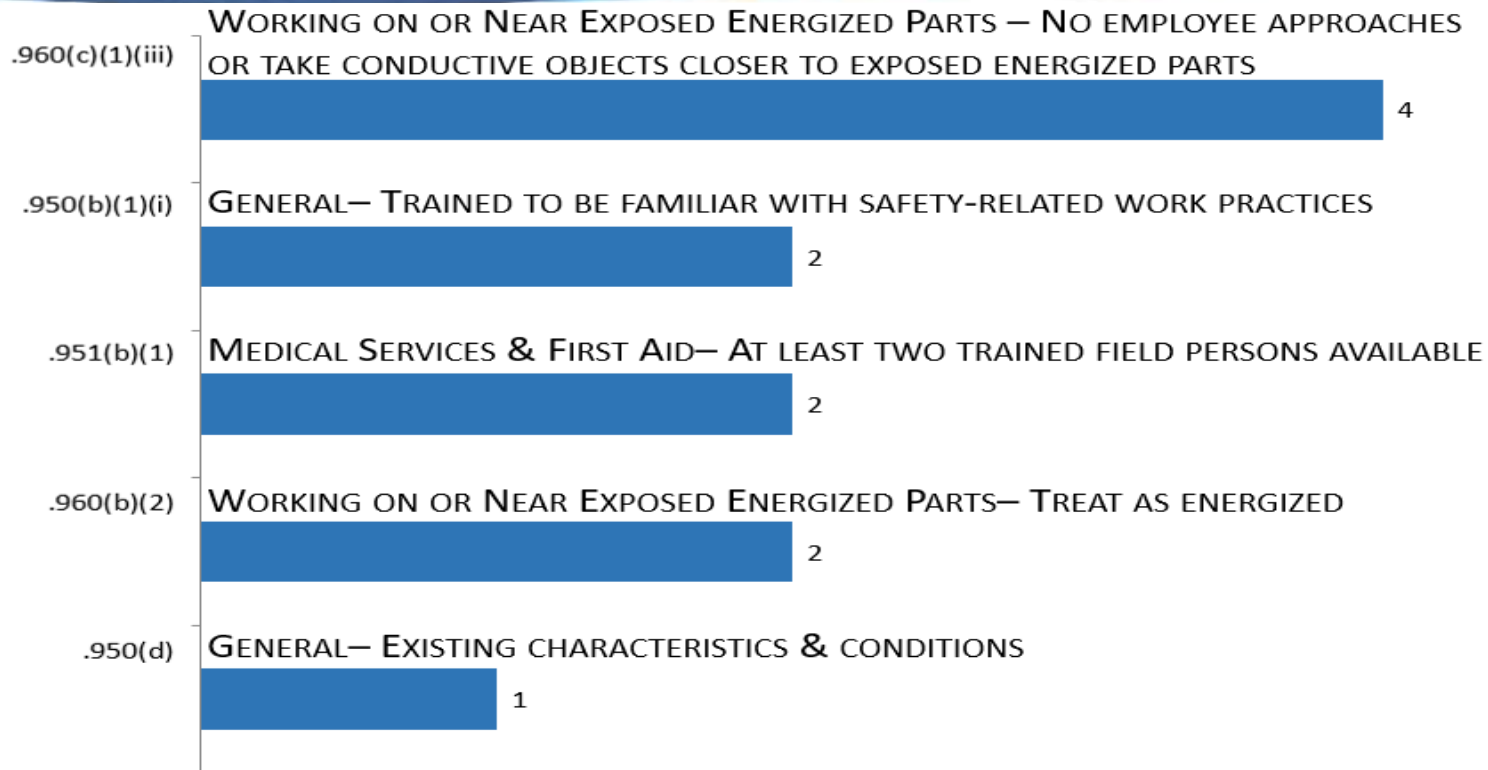 WORKING ON OR NEAR EXPOSED ENERGIZED PARTS – NO EMPLOYEE APPROACHES
.960(c)(1)(iii)
OR TAKE CONDUCTIVE OBJECTS CLOSER TO EXPOSED ENERGIZED PARTS
4
.950(b)(1)(i)
GENERAL– TRAINED TO BE FAMILIAR WITH SAFETY-RELATED WORK PRACTICES
2
.951(b)(1)
MEDICAL SERVICES & FIRST AID– AT LEAST TWO TRAINED FIELD PERSONS AVAILABLE
2
.960(b)(2)
WORKING ON OR NEAR EXPOSED ENERGIZED PARTS– TREAT AS ENERGIZED
2
.950(d)
GENERAL– EXISTING CHARACTERISTICS & CONDITIONS
1